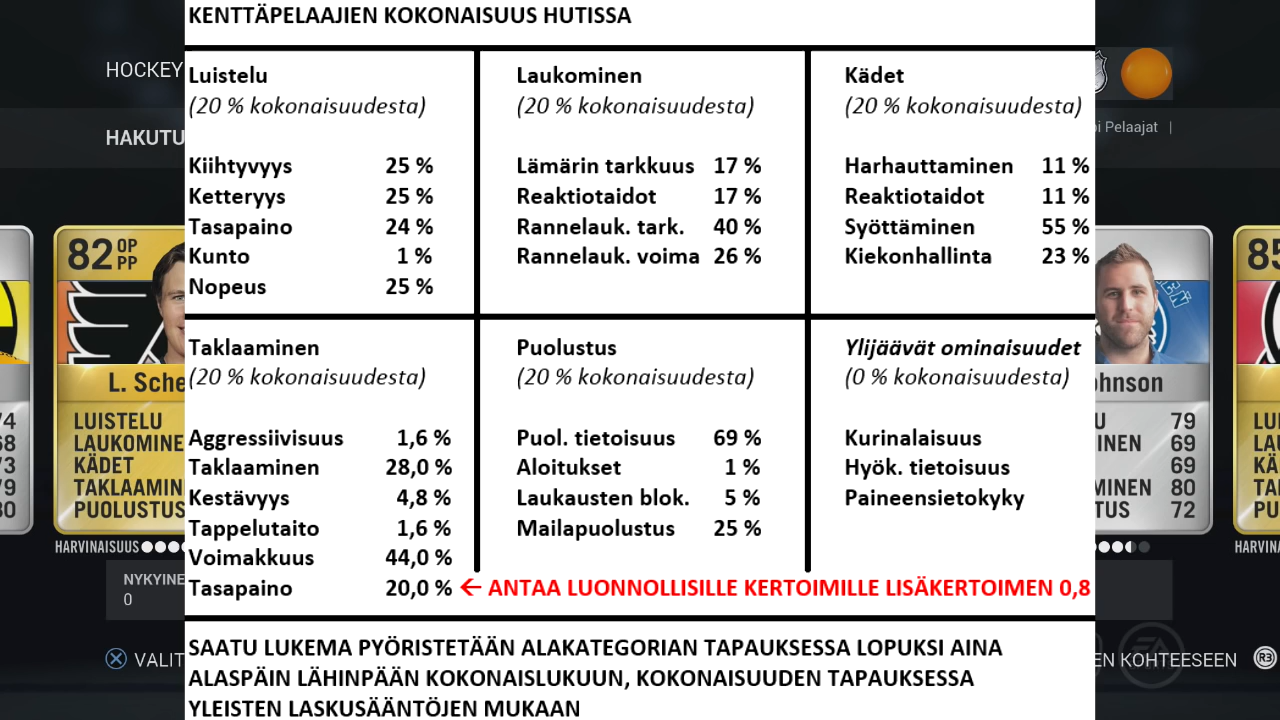 KENTTÄPELAAJIEN KOKONAISUUS HUTISSA
Luistelu
(20 % kokonaisuudesta)
Kiihtyvyys 25 %
Ketteryys 25 %
Tasapaino 24 %
Kunto 1 %
Nopeus 25 %
Laukominen
(20 % kokonaisuudesta)
Lämärin tarkkuus 17 %
Reaktiotaidot 17 %
Rannelauk. tark. 40 %
Rannelauk. voima 26 %
Kädet
(20 % kokonaisuudesta)
Harhauttaminen 11 %
Reaktiotaidot 11 %
Syöttäminen 55 %
Kiekonhallinta 23 %
Taklaaminen
(20 % kokonaisuudesta)
Aggressiivisuus 1,6 %
Taklaaminen 28,0 %
Kestävyys 4,8 %
Tappelutaito 1,6 %
Voimakkuus 44,0 %
Tasapaino 20,0 % ← ANTAA LUONNOLLISILLE KERTOIMILLE LISÄKERTOIMEN 0,8
Puolustus
(20 % kokonaisuudesta)
Puol. tietoisuus 69 %
Aloitukset 1 %
Laukausten blok. 5 %
Mailapuolustus 25 %
Ylijäävät ominaisuudet
(0 % kokonaisuudesta)
Kurinalaisuus
Hyök. tietoisuus
Paineensietokyky
SAATU LUKEMA PYÖRISTETÄÄN ALAKATEGORIAN TAPAUKSESSA LOPUKSI AINA
ALASPÄIN LÄHINPÄÄN KOKONAISLUKUUN, KOKONAISUUDEN TAPAUKSESSA
YLEISTEN LASKUSÄÄNTÖJEN MUKAAN
HOCKEY
HAKUTU
82 OP
PP
L. Sche
LUISTELU
LAUKOMINE
KÄDET
TAKLAAMIN
PUOLUSTUS
HARVINAISUUS
NYKYINE
0
VALIT
Pelaajat |
ohnson
U 79
INEN 69
69
MINEN 80
TUS 72
85
HARVIN
EA
EN KOHTEESEEN R3